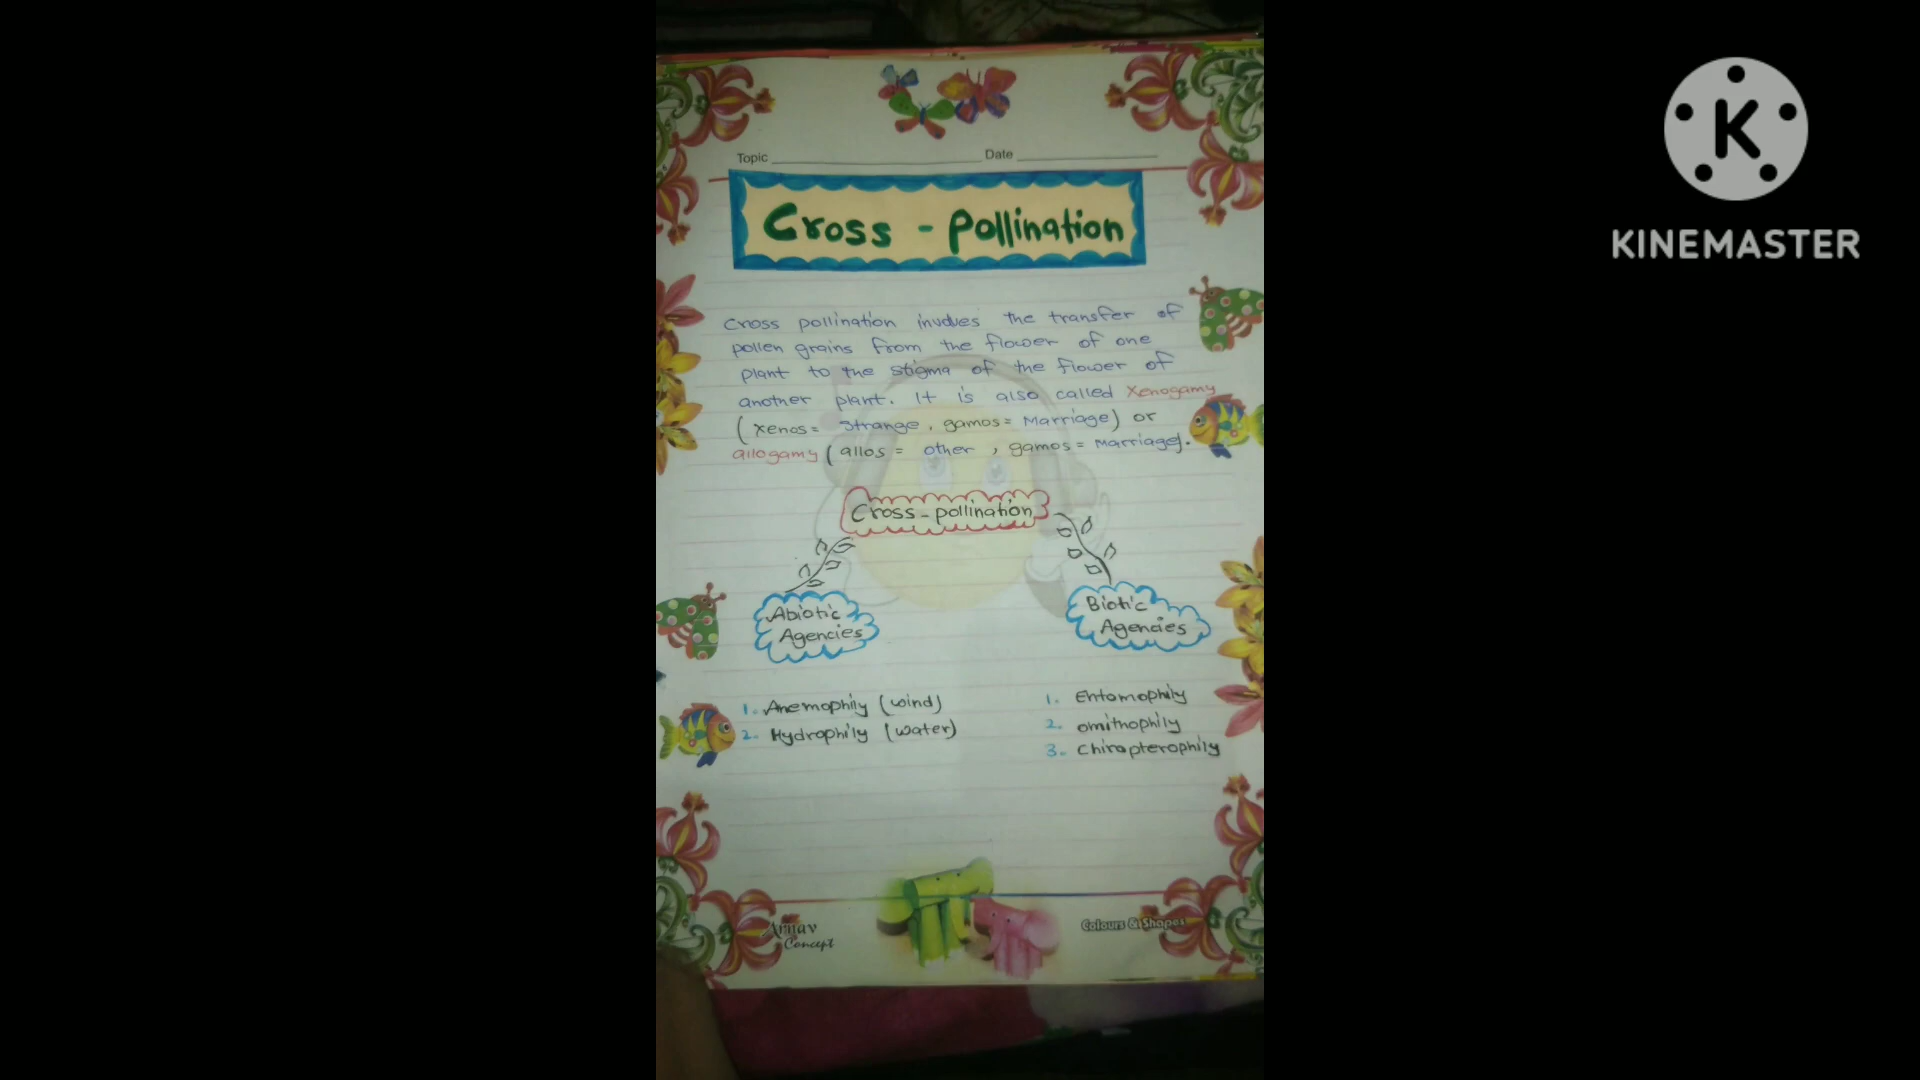 KINEMASTER
Topic Date
Cross - Pollination
Cross pollination involves the transfer of
pollen grains from the flower of one
plant to the stigma of the flower of
another plant. It is also called Xenogamy
(xenos = Strange, gamos = Marriage) or
allogamy (allos = other, gamos = Marriage).
Cross-pollination
Abiotic
Agencies
Biotic
Agencies
1. Anemophily (wind)
2. Hydrophily (water)
1. Entomophily
2. ornithophily
3. Chiropterophily
Arnav
Concept
Colours & Shapes